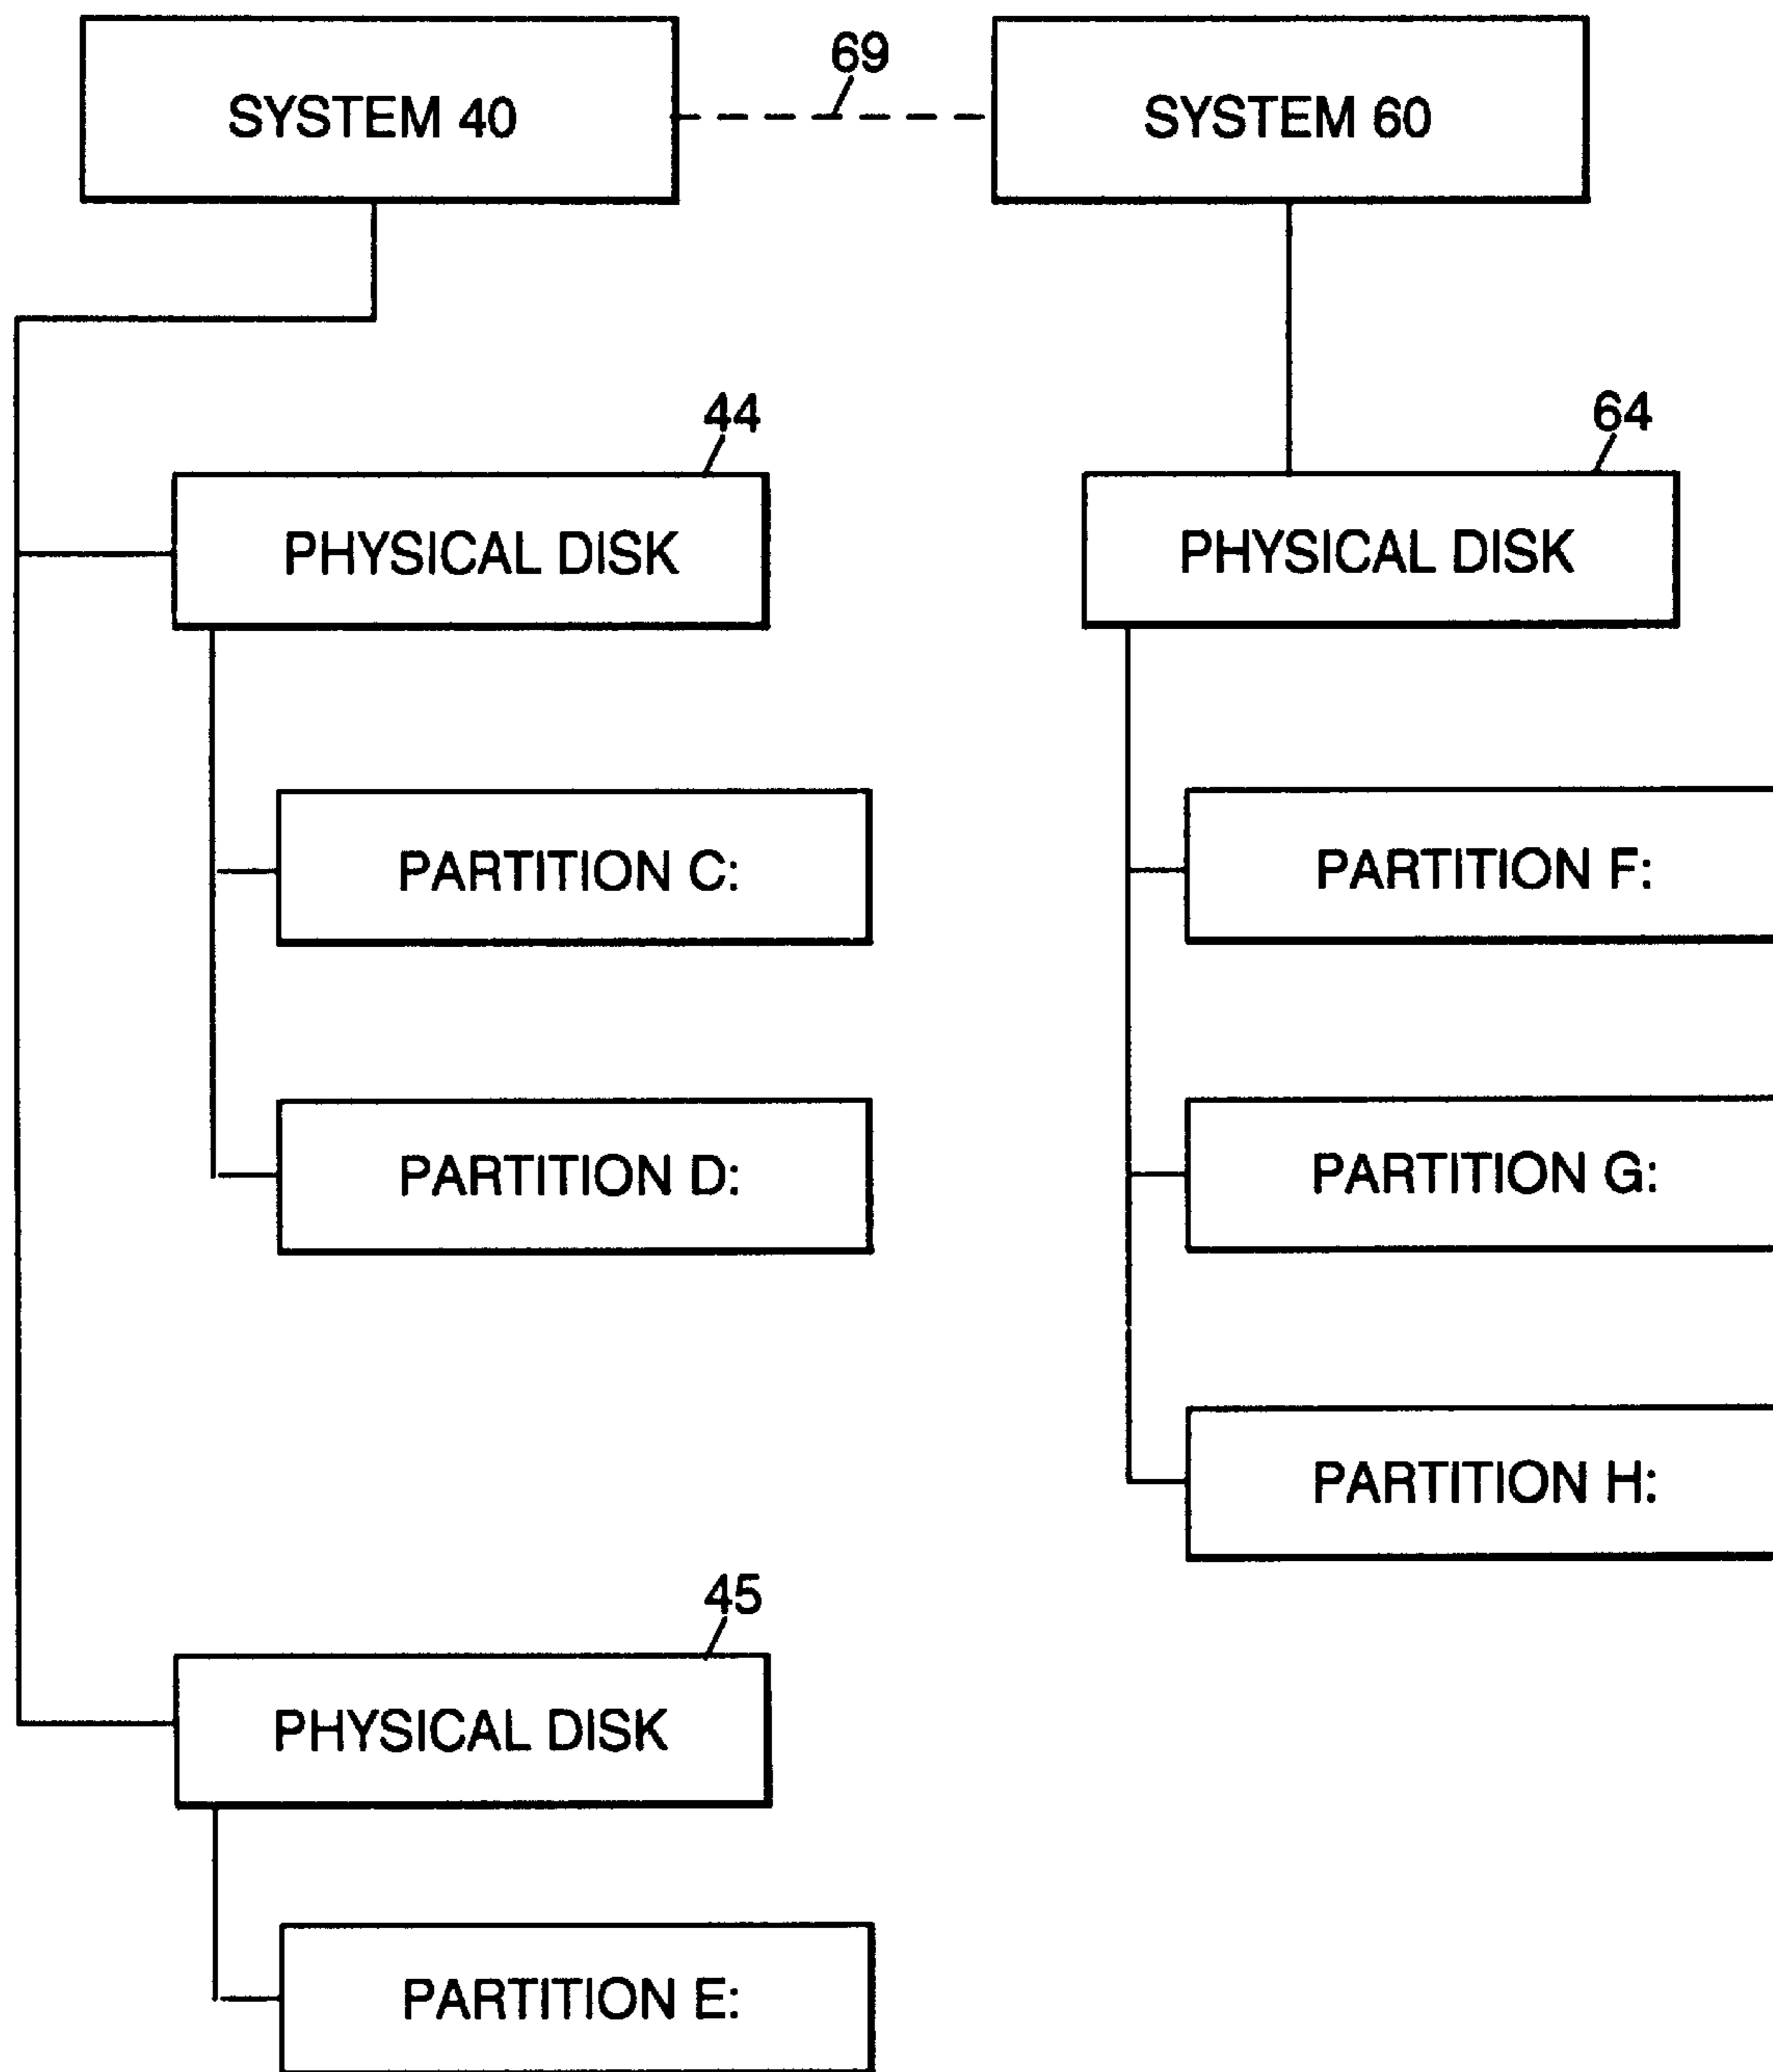 69
SYSTEM 40
SYSTEM 60
44
64
PHYSICAL DISK
PHYSICAL DISK
PARTITION C:
PARTITION F:
PARTITION D:
PARTITION G:
PARTITION H:
45
PHYSICAL DISK
PARTITION E: